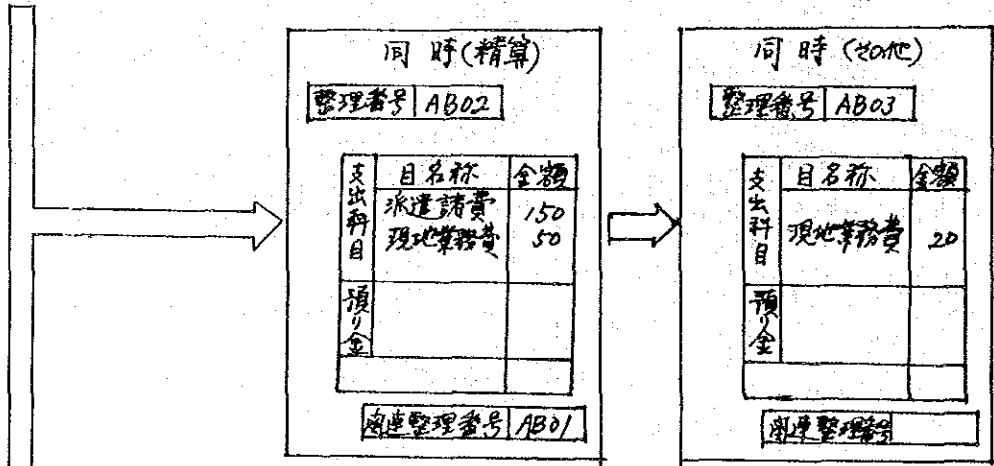 同時(精算)
整理番号 AB02
支出科目 目名称 金額
派遣諸費 150
現地業務費 50
預り金
関連整理番号 AB01
同時(その他)
整理番号 AB03
支出科目 目名称 金額
現地業務費 20
預り金
関連整理番号